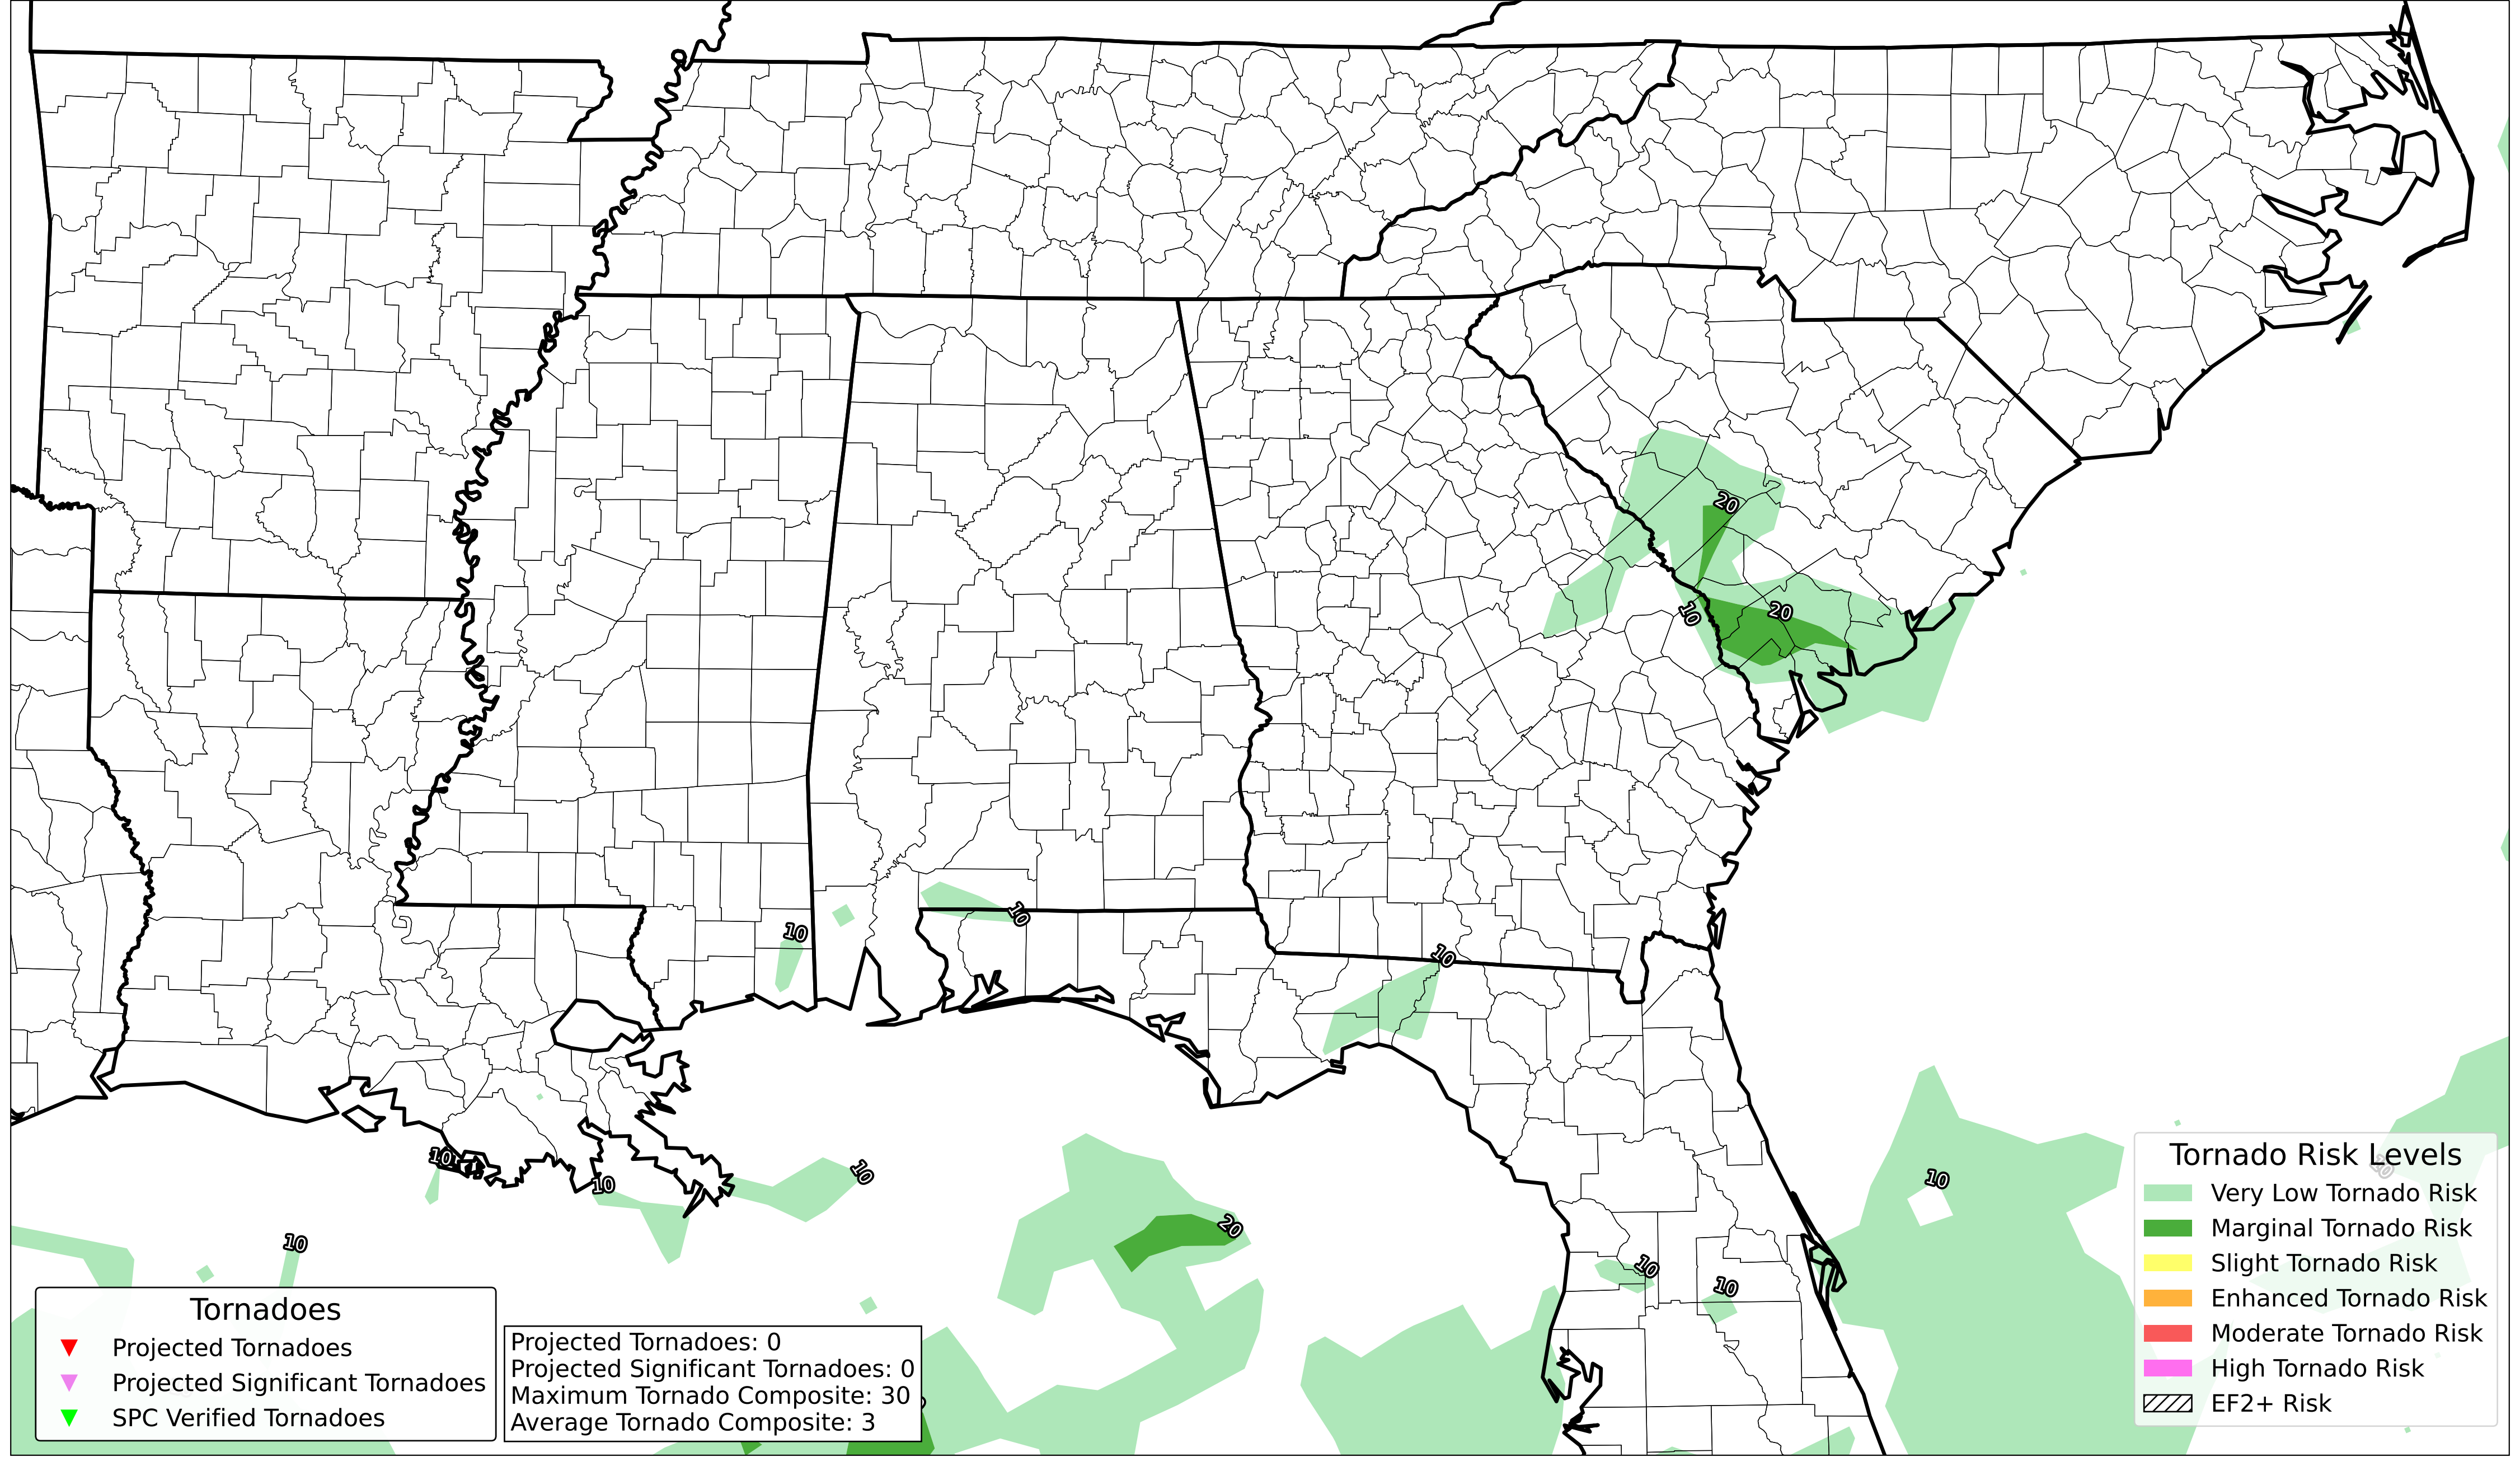 20
20
10
10
10
10
10
10
10
10
10
20
10
10
Tornado Risk Levels
Very Low Tornado Risk
Marginal Tornado Risk
Slight Tornado Risk
Enhanced Tornado Risk
Moderate Tornado Risk
High Tornado Risk
EF2+ Risk
Tornadoes
Projected Tornadoes
Projected Significant Tornadoes
SPC Verified Tornadoes
Projected Tornadoes: 0
Projected Significant Tornadoes: 0
Maximum Tornado Composite: 30
Average Tornado Composite: 3